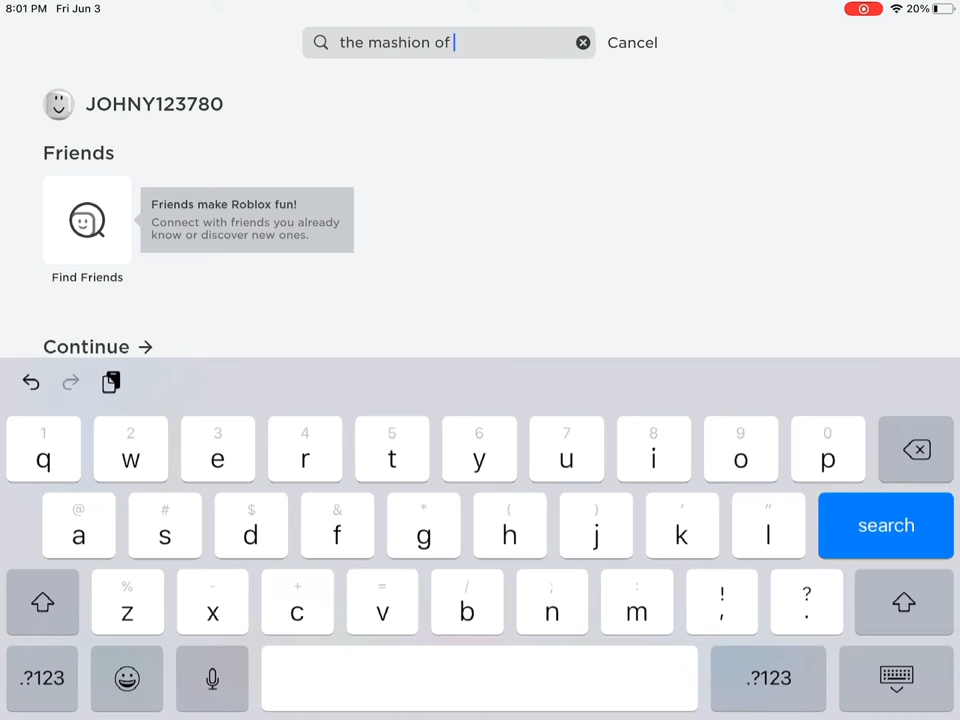 8:01 PM Fri Jun 3
20%
the mashion of
Cancel
JOHNY123780
Friends
Friends make Roblox fun!
Connect with friends you already
know or discover new ones.
Find Friends
Continue →
1 2 3 4 5 6 7 8 9 0
q w e r t y u i o p
@ # $ & * ( ) ' "
a s d f g h j k l search
% - + = / ; : ! ?
z x c v b n m , .
.?123 .?123